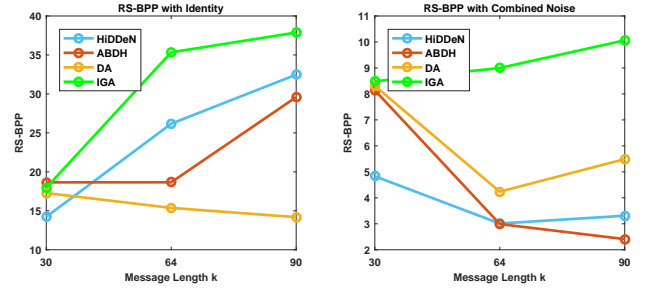 RS-BPP with Identity
40
35
30
25
20
15
10
RS-BPP
HiDDeN
ABDH
DA
IGA
30
64
90
Message Length k
RS-BPP with Combined Noise
11
10
9
8
7
6
5
4
3
2
RS-BPP
HiDDeN
ABDH
DA
IGA
30
64
90
Message Length k